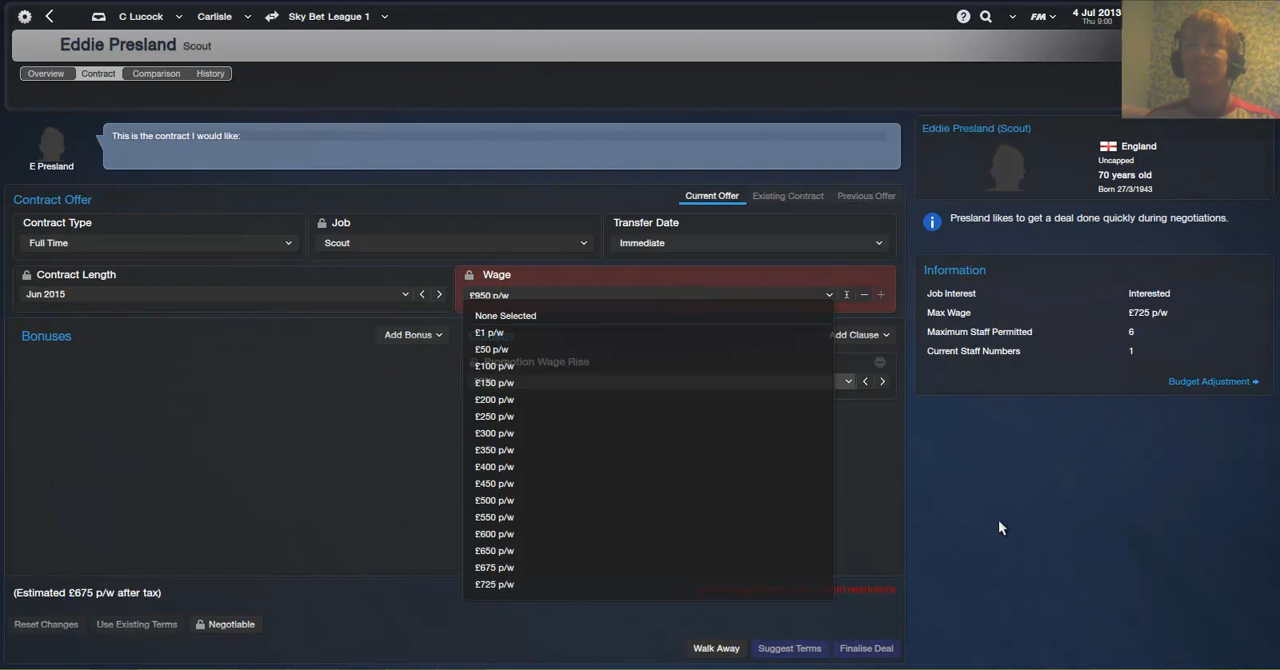 C Lucock
Carlisle
Sky Bet League 1
FM
4 Jul 2013
Thu 9:00
Eddie Presland Scout
Overview
Contract
Comparison
History
This is the contract I would like:
E Presland
Contract Offer
Current Offer
Existing Contract
Previous Offer
Contract Type
Full Time
Job
Scout
Transfer Date
Immediate
Contract Length
Jun 2015
Wage
£950 p/w
Bonuses
Add Bonus
Add Clause
Promotion Wage Rise
None Selected
£1 p/w
£50 p/w
£100 p/w
£150 p/w
£200 p/w
£250 p/w
£300 p/w
£350 p/w
£400 p/w
£450 p/w
£500 p/w
£550 p/w
£600 p/w
£650 p/w
£675 p/w
£725 p/w
(Estimated £675 p/w after tax)
restrictions
Reset Changes
Use Existing Terms
Negotiable
Walk Away
Suggest Terms
Finalise Deal
Eddie Presland (Scout)
England
Uncapped
70 years old
Born 27/3/1943
Presland likes to get a deal done quickly during negotiations.
Information
Job Interest Interested
Max Wage £725 p/w
Maximum Staff Permitted 6
Current Staff Numbers 1
Budget Adjustment